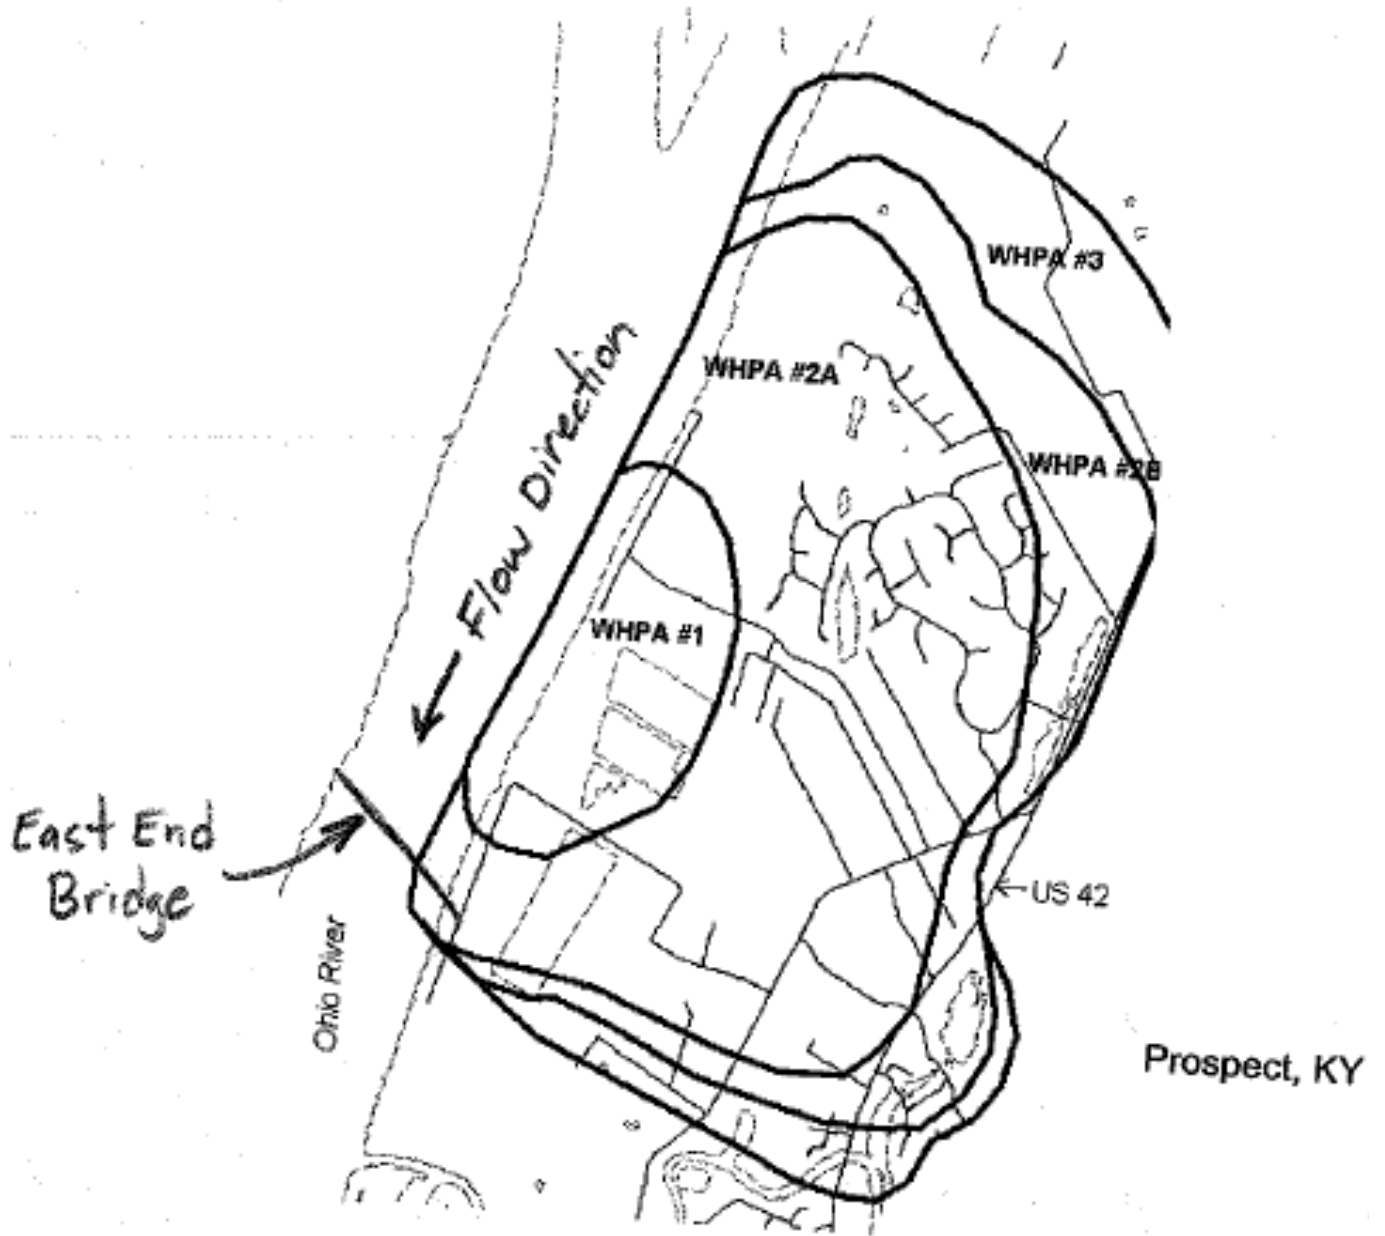 WHPA #3
WHPA #2A
WHPA #2B
← Flow Direction
WHPA #1
East End
Bridge
←US 42
Ohio River
Prospect, KY